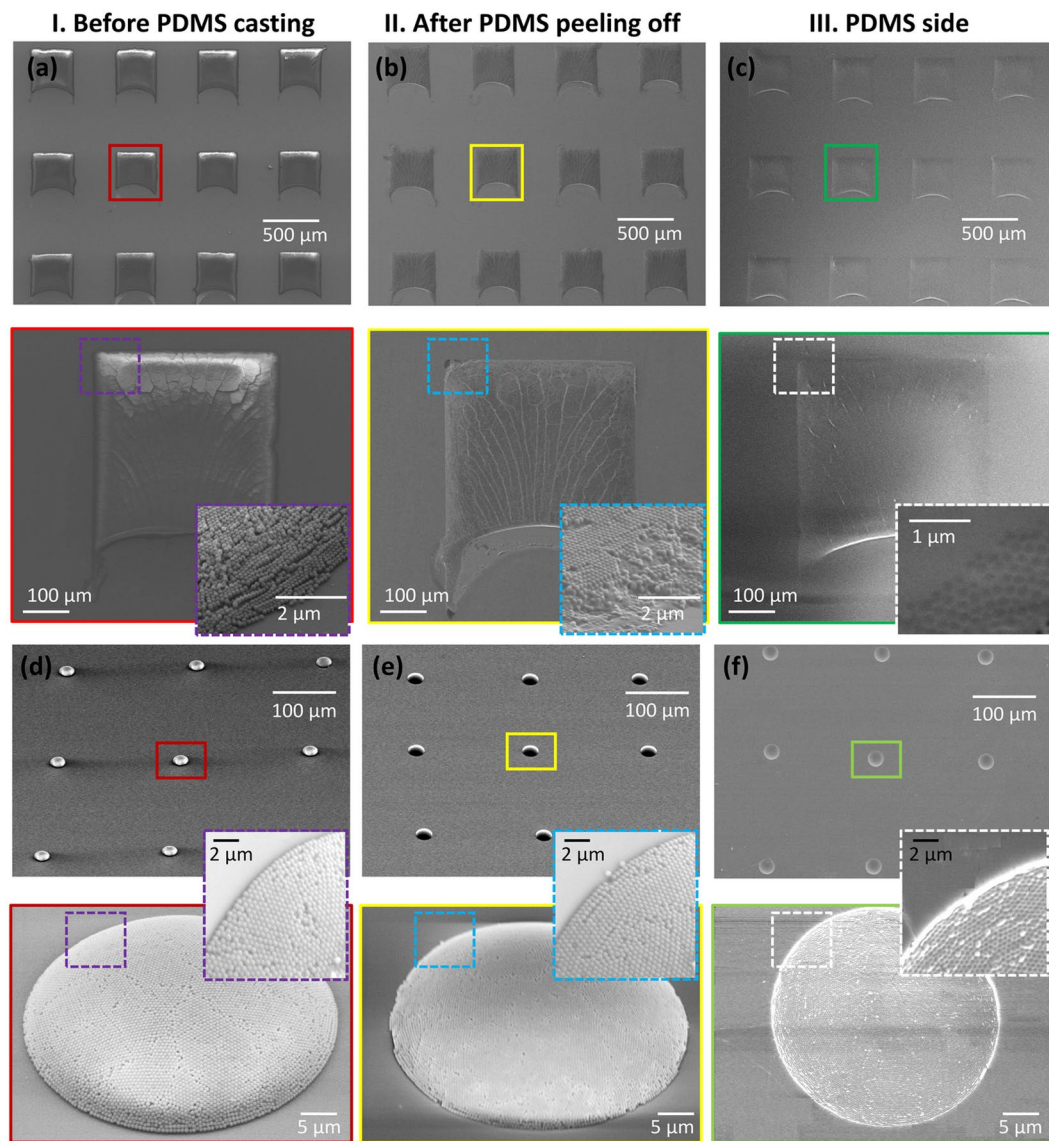 I. Before PDMS casting
II. After PDMS peeling off
III. PDMS side
(a)
500 µm
(b)
500 µm
(c)
500 µm
100 µm
2 µm
100 µm
2 µm
1 µm
100 µm
(d)
100 µm
(e)
100 µm
(f)
100 µm
2 µm
2 µm
2 µm
5 µm
5 µm
5 µm